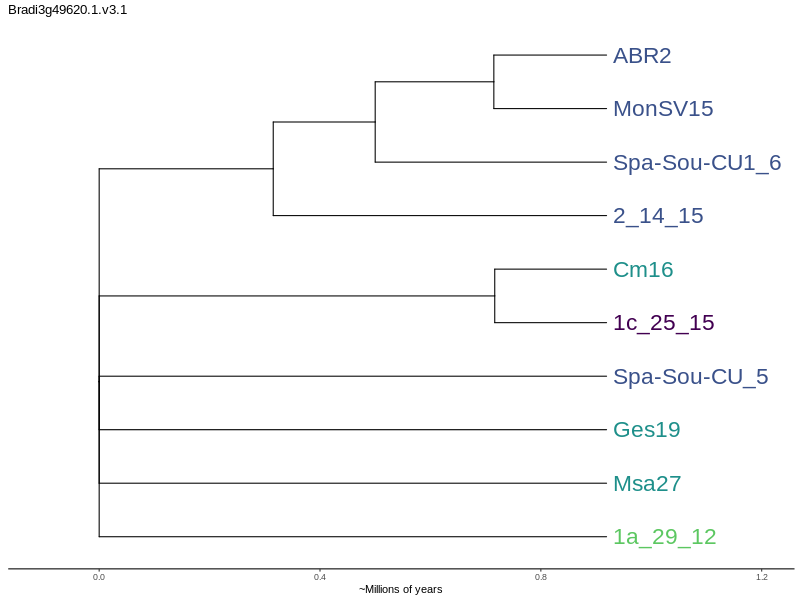 Bradi3g49620.1.v3.1
ABR2
MonSV15
Spa-Sou-CU1_6
2_14_15
Cm16
1c_25_15
Spa-Sou-CU_5
Ges19
Msa27
1a_29_12
0.0 0.4 0.8 1.2
~Millions of years